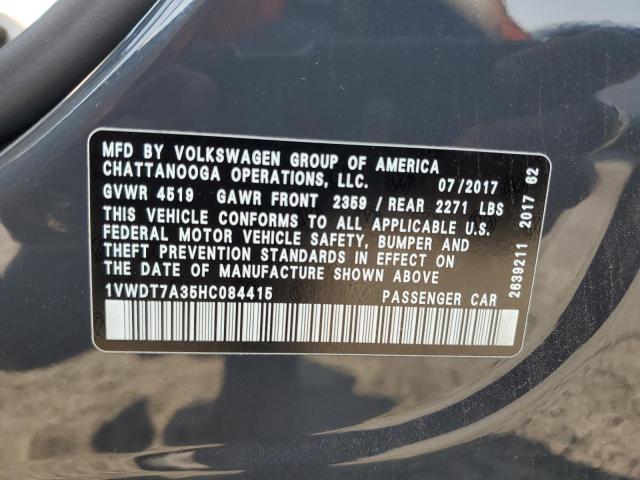 MFD BY VOLKSWAGEN GROUP OF AMERICA
CHATTANOOGA OPERATIONS, LLC. 07/2017
GVWR 4519 GAWR FRONT 2359 / REAR 2271 LBS
THIS VEHICLE CONFORMS TO ALL APPLICABLE U.S.
FEDERAL MOTOR VEHICLE SAFETY, BUMPER AND
THEFT PREVENTION STANDARDS IN EFFECT ON
THE DATE OF MANUFACTURE SHOWN ABOVE
1VWDT7A35HC084415 PASSENGER CAR
2639211 2017 62